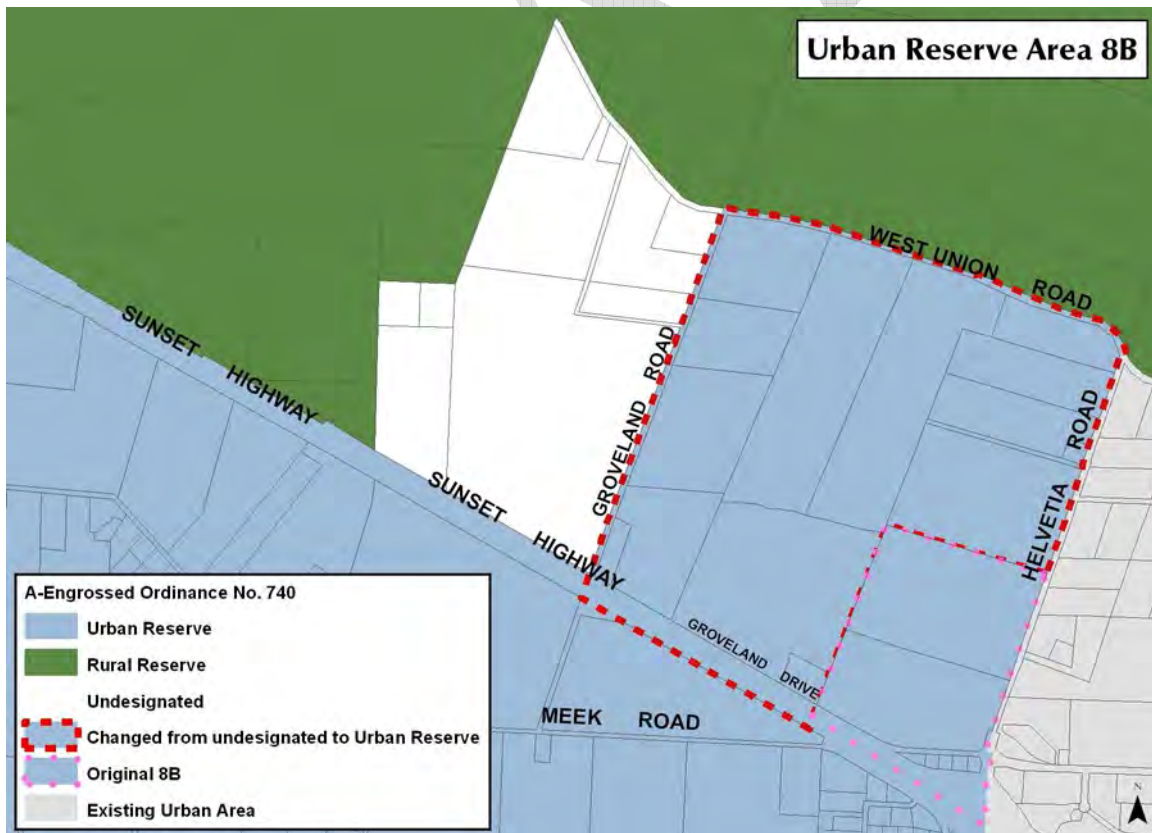 Urban Reserve Area 8B
WEST UNION ROAD
SUNSET HIGHWAY
GROVELAND ROAD
HELVETIA ROAD
SUNSET HIGHWAY
GROVELAND DRIVE
MEEK ROAD
A-Engrossed Ordinance No. 740
Urban Reserve
Rural Reserve
Undesignated
Changed from undesignated to Urban Reserve
Original 8B
Existing Urban Area
N